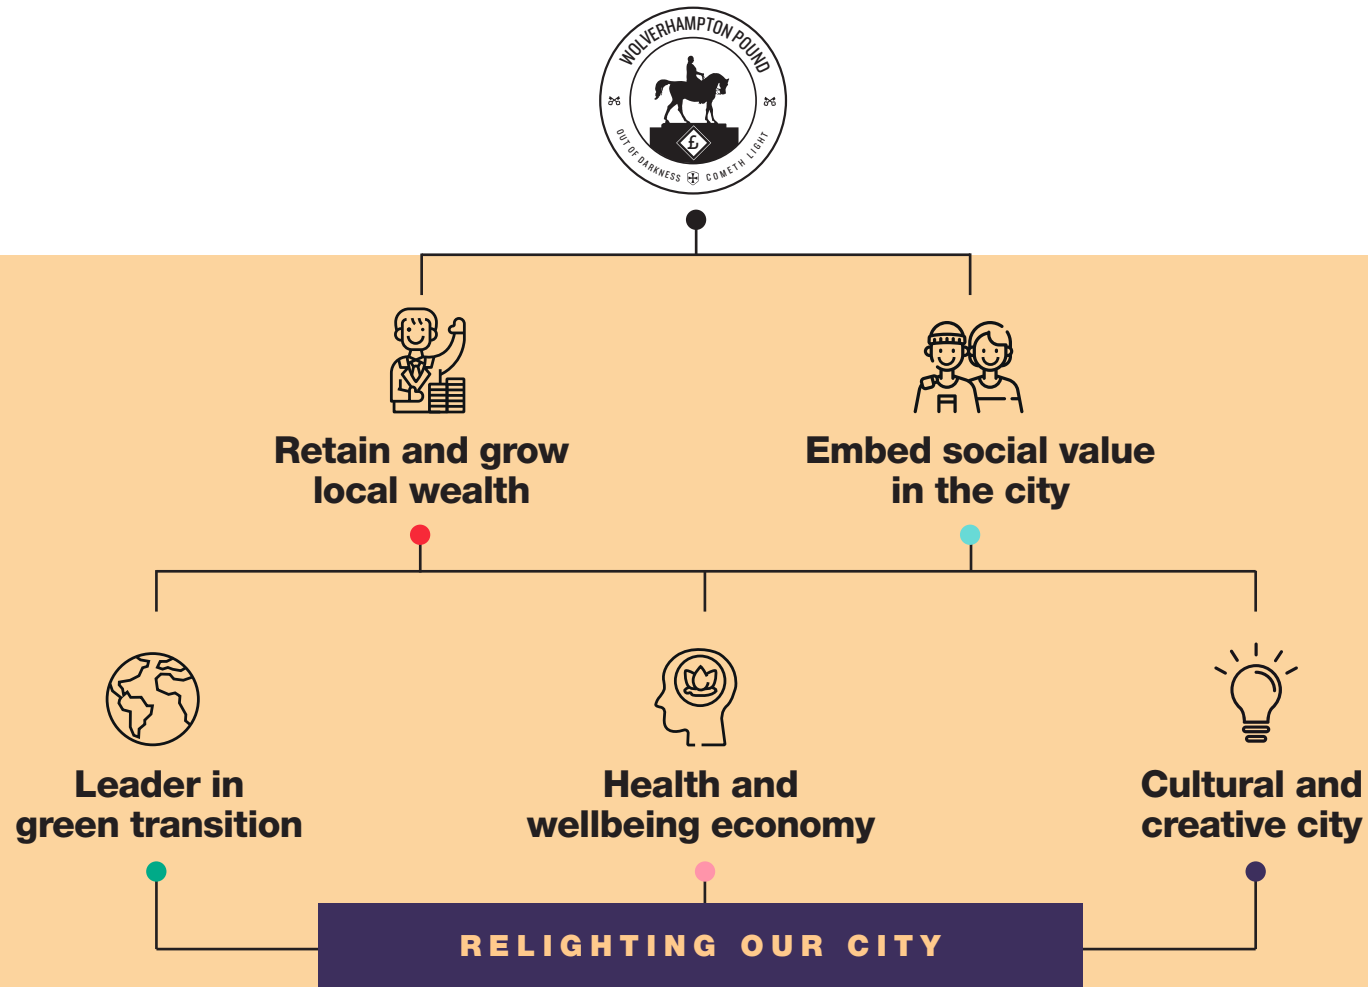 WOLVERHAMPTON POUND
£
OUT OF DARKNESS COMETH LIGHT
Retain and grow
local wealth
Embed social value
in the city
Leader in
green transition
Health and
wellbeing economy
Cultural and
creative city
RELIGHTING OUR CITY